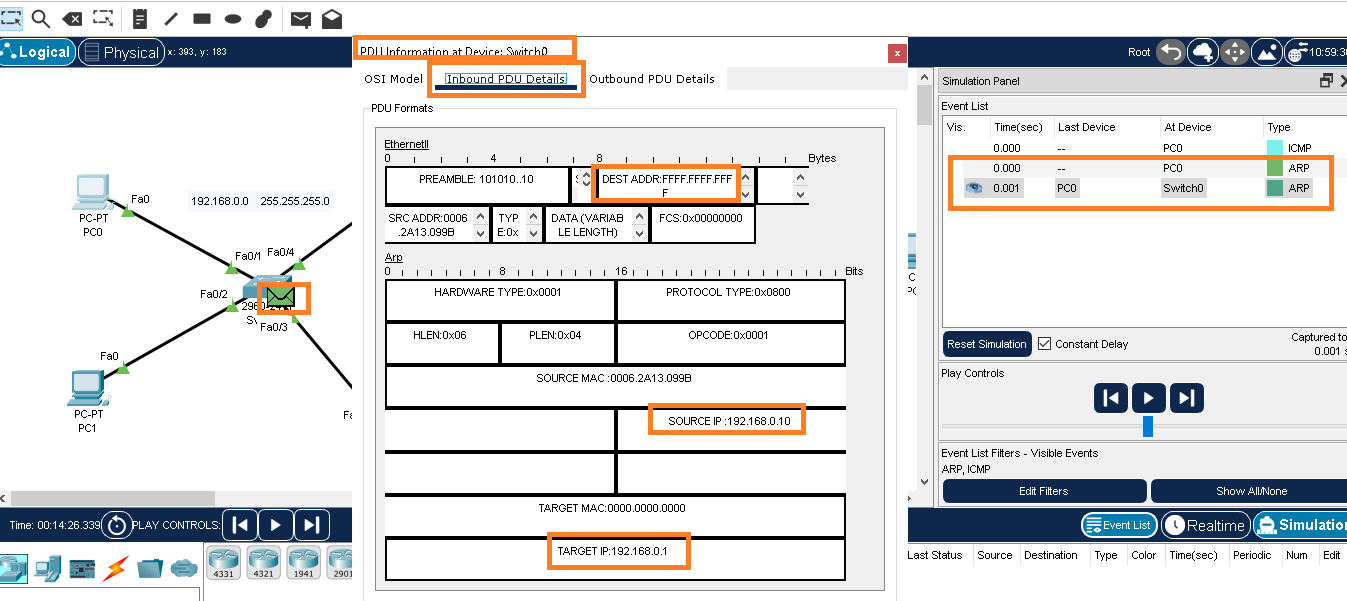 Logical
Physical
x: 393, y: 183
Root
10:59:3
PDU Information at Device: Switch0
x
OSI Model
Inbound PDU Details
Outbound PDU Details
PDU Formats
EthernetII
0 4 8 Bytes
PREAMBLE: 101010..10
DEST ADDR:FFFF.FFFF.FFF
F
SRC ADDR:0006
.2A13.099B
TYP
E:0x
DATA (VARIAB
LE LENGTH)
FCS:0x00000000
Arp
0 8 16 Bits
HARDWARE TYPE:0x0001
PROTOCOL TYPE:0x0800
HLEN:0x06
PLEN:0x04
OPCODE:0x0001
SOURCE MAC :0006.2A13.099B
SOURCE IP :192.168.0.10
TARGET MAC:0000.0000.0000
TARGET IP:192.168.0.1
Fa0
192.168.0.0 255.255.255.0
PC-PT
PC0
Fa0/1
Fa0/4
Fa0/2
Fa0/3
Fa0
PC-PT
PC1
Simulation Panel
Event List
Vis. Time(sec) Last Device At Device Type
0.000 -- PC0 ICMP
0.000 -- PC0 ARP
0.001 PC0 Switch0 ARP
Reset Simulation
Constant Delay
Captured to
0.001 s
Play Controls
Event List Filters - Visible Events
ARP, ICMP
Edit Filters
Show All/None
Time: 00:14:26.339
PLAY CONTROLS:
Event List
Realtime
Simulation
4331
4321
1941
2901
Last Status Source Destination Type Color Time(sec) Periodic Num Edit